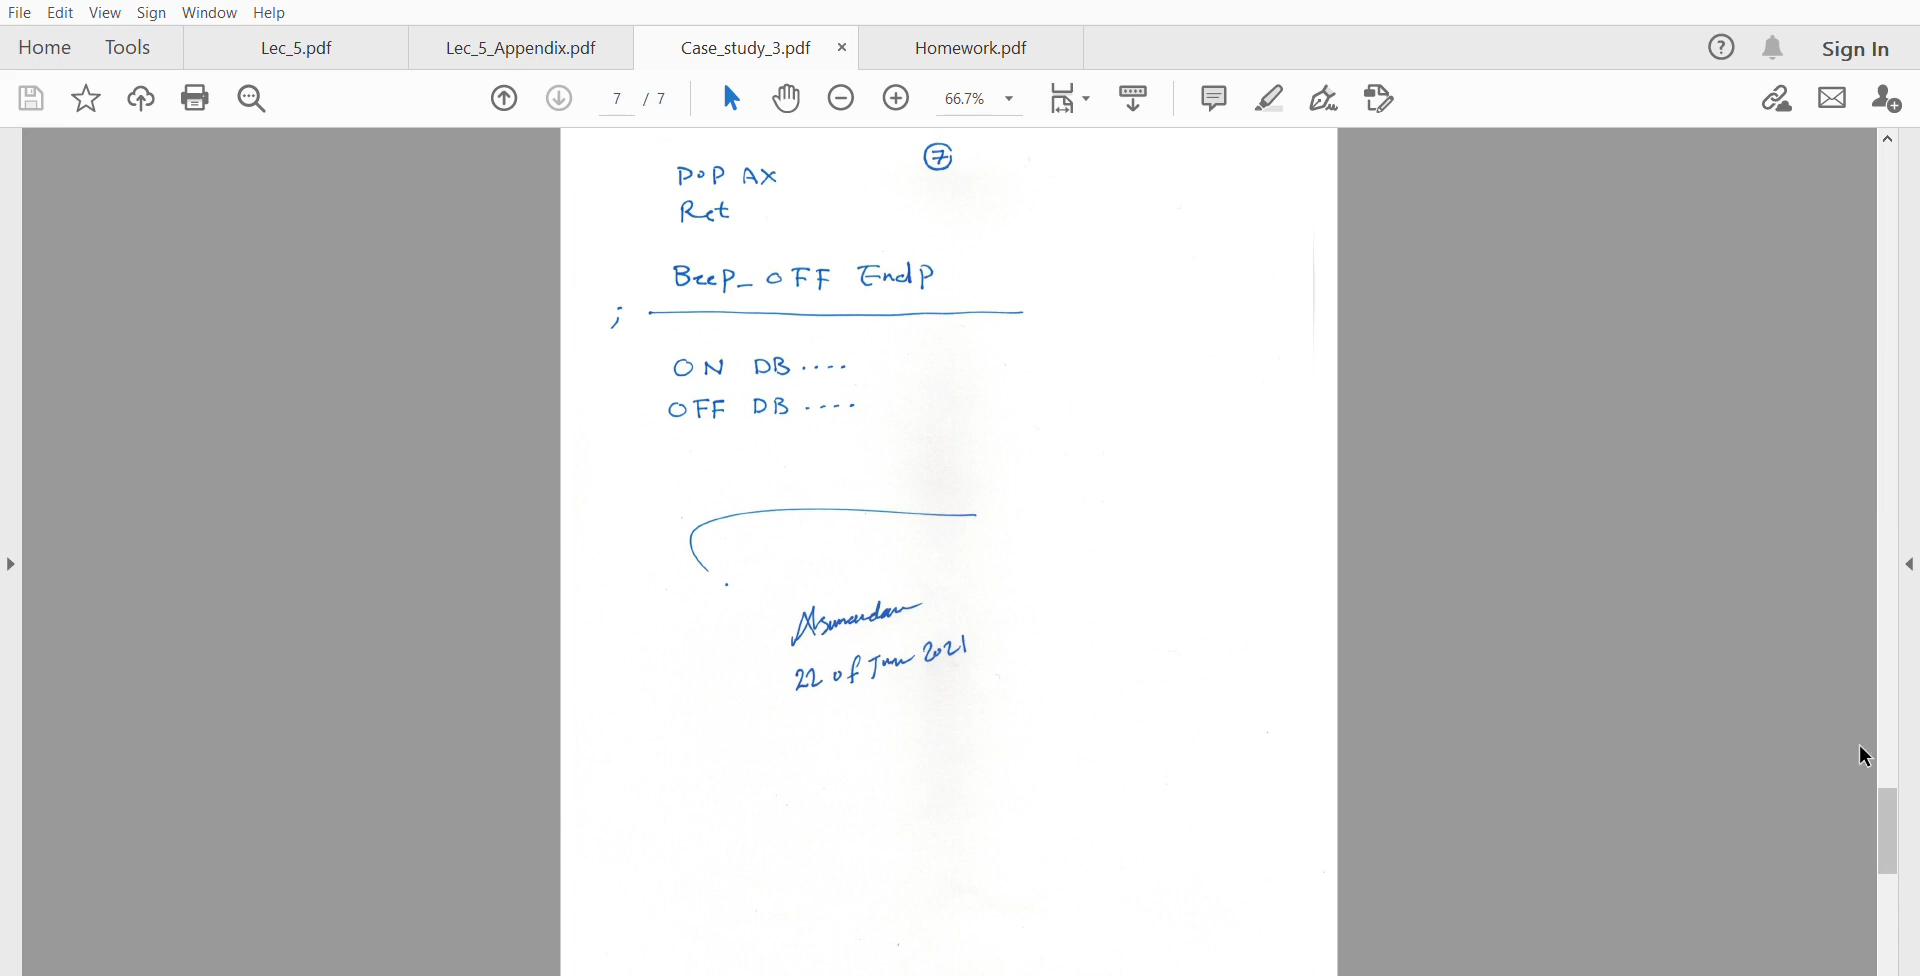 File Edit View Sign Window Help
Home Tools Lec_5.pdf Lec_5_Appendix.pdf Case_study_3.pdf × Homework.pdf Sign In
7 / 7 66.7%
7
POP AX
Ret
Beep_OFF EndP
;
ON DB ....
OFF DB ....
22 of Jun 2021